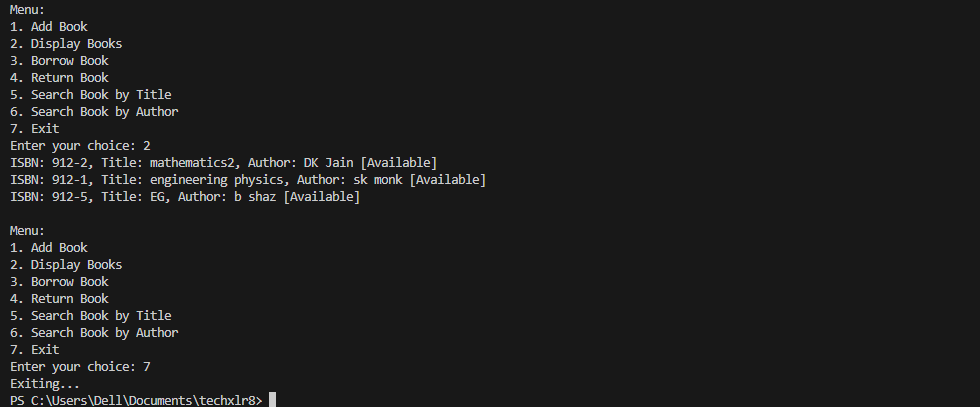 Menu:
1. Add Book
2. Display Books
3. Borrow Book
4. Return Book
5. Search Book by Title
6. Search Book by Author
7. Exit
Enter your choice: 2
ISBN: 912-2, Title: mathematics2, Author: DK Jain [Available]
ISBN: 912-1, Title: engineering physics, Author: sk monk [Available]
ISBN: 912-5, Title: EG, Author: b shaz [Available]

Menu:
1. Add Book
2. Display Books
3. Borrow Book
4. Return Book
5. Search Book by Title
6. Search Book by Author
7. Exit
Enter your choice: 7
Exiting...
PS C:\Users\Dell\Documents\techxlr8>